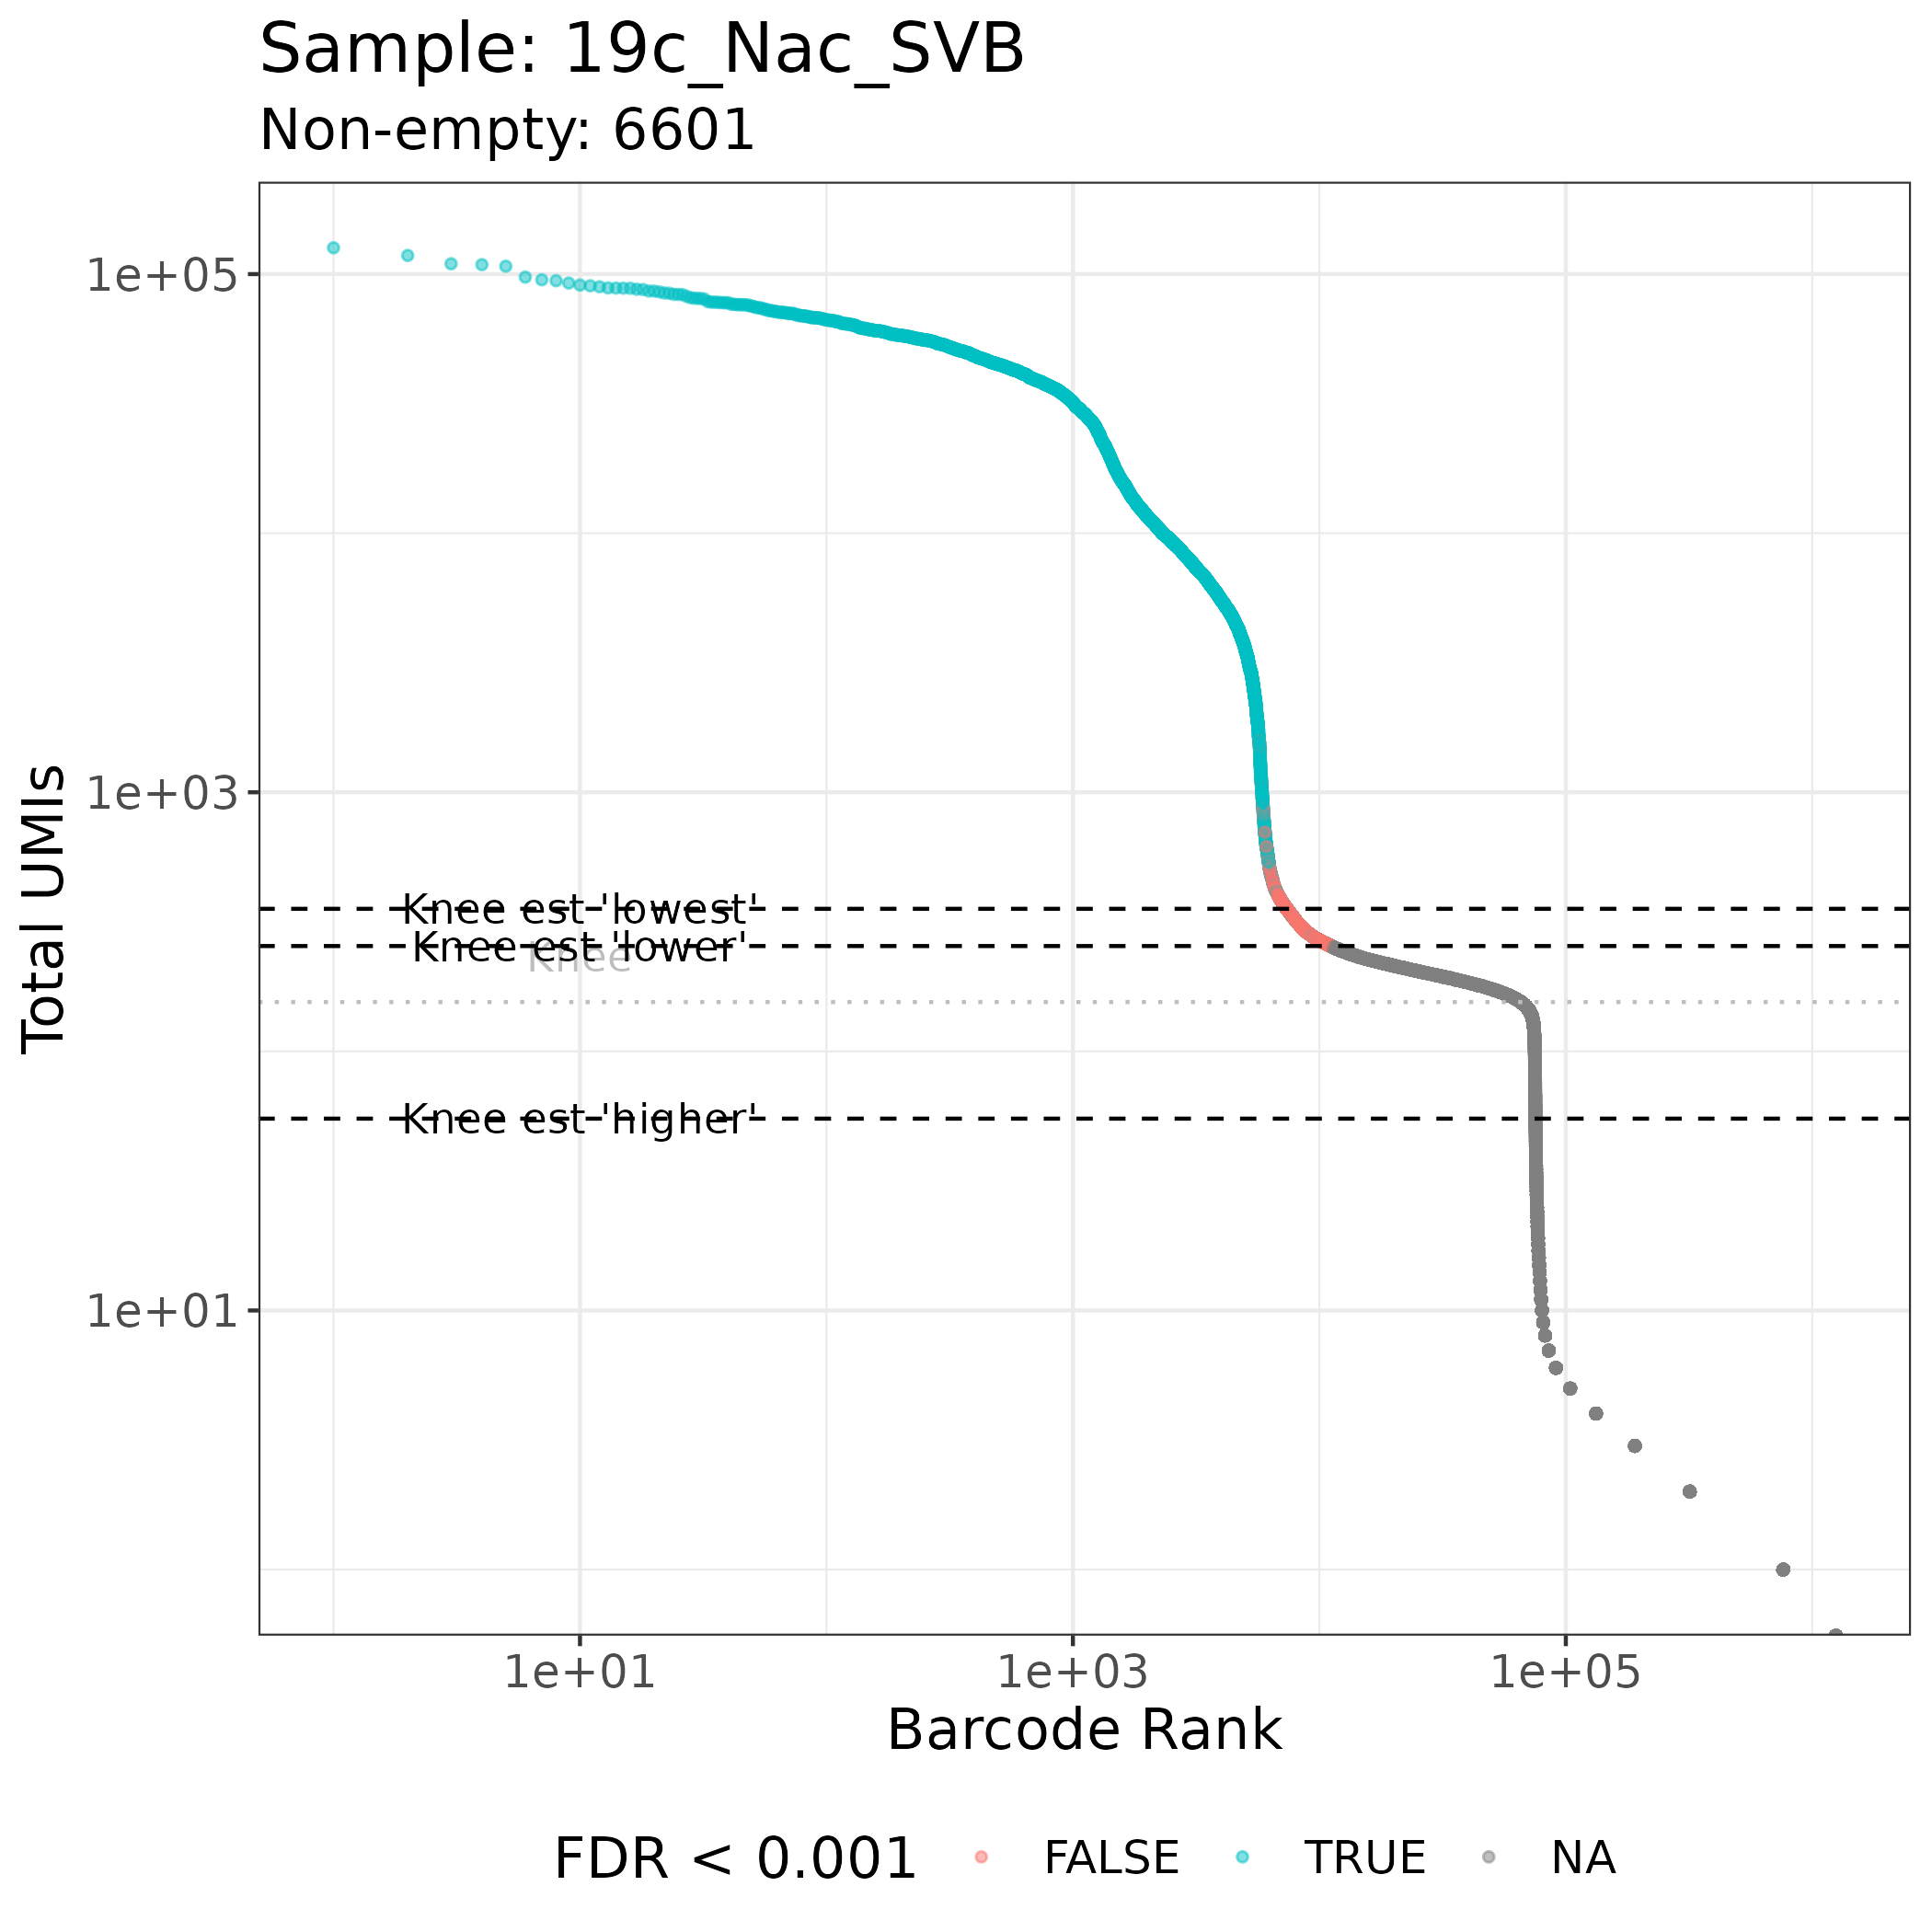 Sample: 19c_Nac_SVB
Non-empty: 6601
1e+05
1e+03
1e+01
Total UMIs
Knee est 'lowest'
Knee est 'lower'
Knee
Knee est 'higher'
1e+01 1e+03 1e+05
Barcode Rank
FDR < 0.001 FALSE TRUE NA